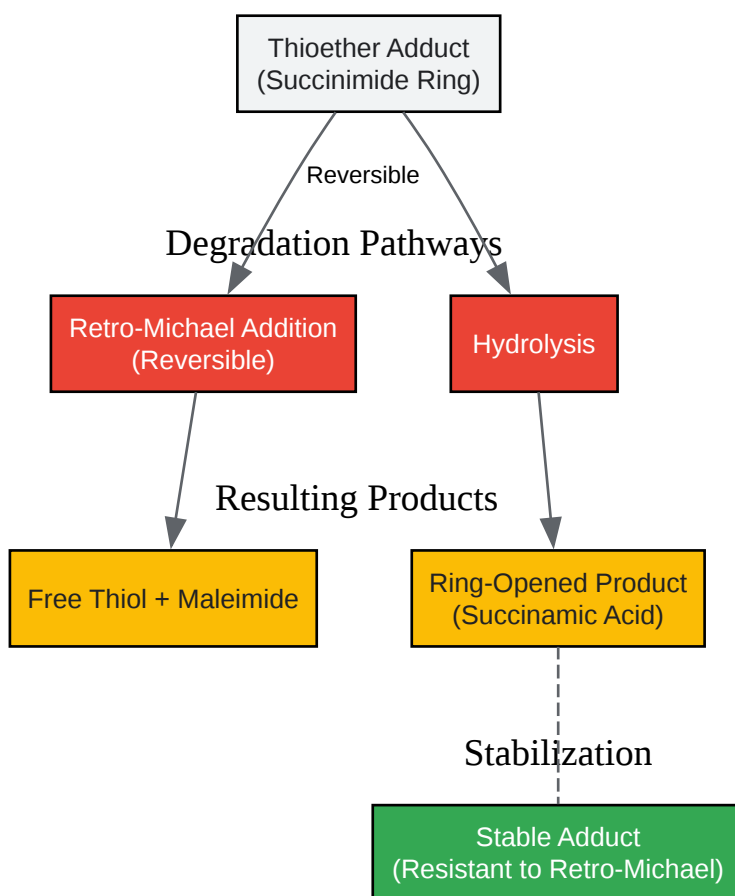 Thioether Adduct
(Succinimide Ring)
Reversible
Degradation Pathways
Retro-Michael Addition
(Reversible)
Hydrolysis
Resulting Products
Free Thiol + Maleimide
Ring-Opened Product
(Succinamic Acid)
Stabilization
Stable Adduct
(Resistant to Retro-Michael)